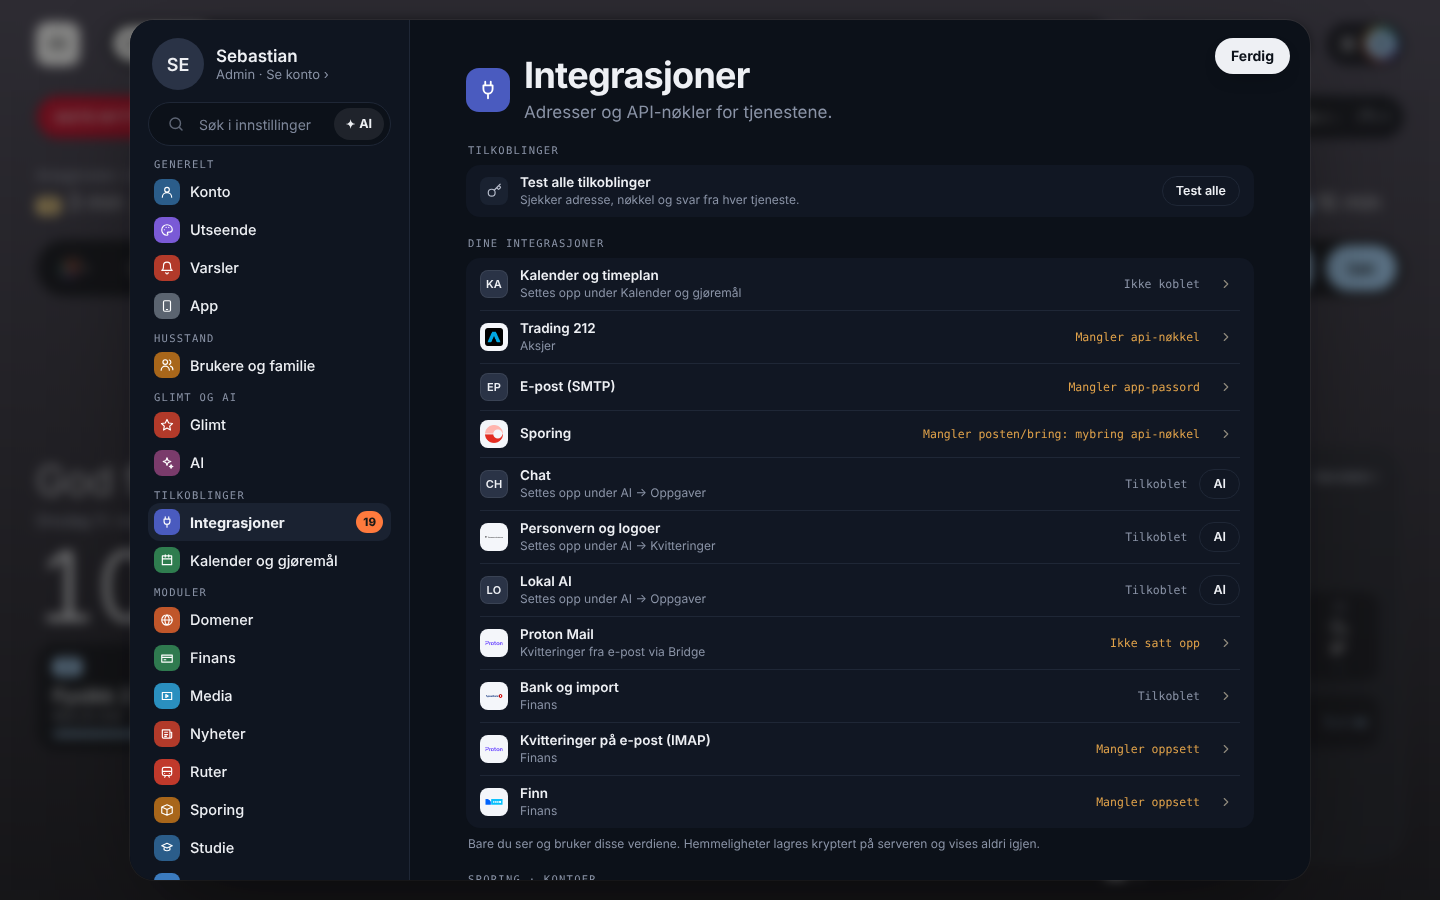 SE
Sebastian
Admin · Se konto ›
Søk i innstillinger
✦ AI
GENERELT
Konto
Utseende
Varsler
App
HUSSTAND
Brukere og familie
GLIMT OG AI
Glimt
AI
TILKOBLINGER
Integrasjoner
19
Kalender og gjøremål
MODULER
Domener
Finans
Media
Nyheter
Ruter
Sporing
Studie
Ferdig
Integrasjoner
Adresser og API-nøkler for tjenestene.
TILKOBLINGER
Test alle tilkoblinger
Sjekker adresse, nøkkel og svar fra hver tjeneste.
Test alle
DINE INTEGRASJONER
KA
Kalender og timeplan
Settes opp under Kalender og gjøremål
Ikke koblet
Trading 212
Aksjer
Mangler api-nøkkel
EP
E-post (SMTP)
Mangler app-passord
Sporing
Mangler posten/bring: mybring api-nøkkel
CH
Chat
Settes opp under AI → Oppgaver
Tilkoblet
AI
Personvern og logoer
Settes opp under AI → Kvitteringer
Tilkoblet
AI
LO
Lokal AI
Settes opp under AI → Oppgaver
Tilkoblet
AI
Proton
Proton Mail
Kvitteringer fra e-post via Bridge
Ikke satt opp
Bank og import
Finans
Tilkoblet
Proton
Kvitteringer på e-post (IMAP)
Finans
Mangler oppsett
Finn
Finans
Mangler oppsett
Bare du ser og bruker disse verdiene. Hemmeligheter lagres kryptert på serveren og vises aldri igjen.
SPORING · KONTOER